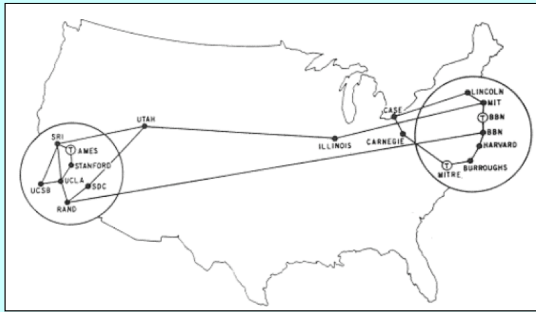 LINCOLN
MIT
CASE
T BBN
UTAH
BBN
SRI
CARNEGIE
ILLINOIS
HARVARD
T AMES
STANFORD
BURROUGHS
T
MITRE
UCLA
SDC
UCSB
RAND